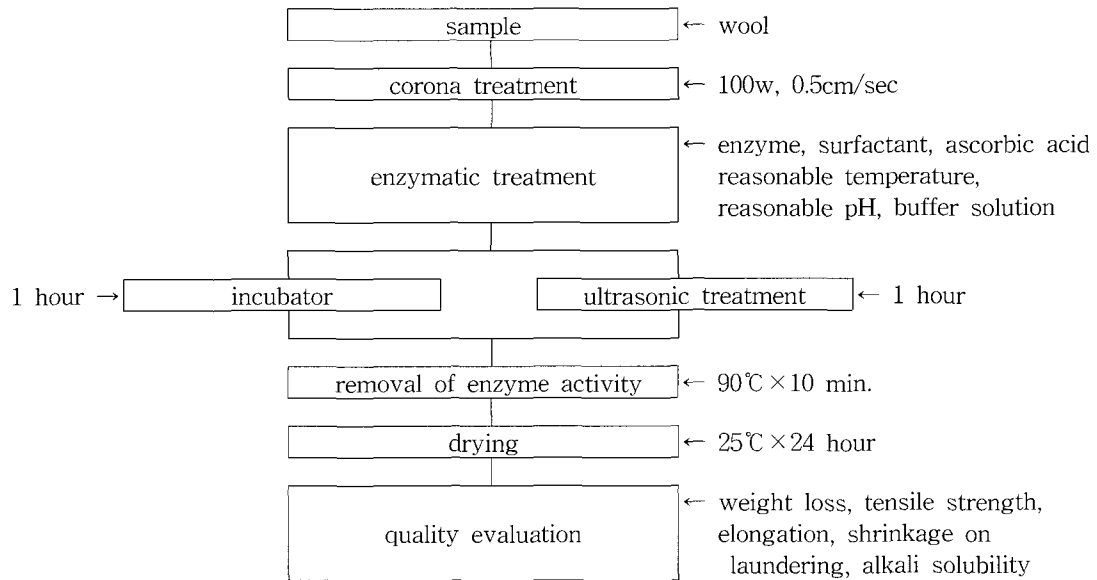 sample ← wool
corona treatment ← 100w, 0.5cm/sec
enzymatic treatment
← enzyme, surfactant, ascorbic acid
reasonable temperature,
reasonable pH, buffer solution
1 hour → incubator
ultrasonic treatment ← 1 hour
removal of enzyme activity ← 90℃×10 min.
drying ← 25℃×24 hour
quality evaluation
← weight loss, tensile strength,
elongation, shrinkage on
laundering, alkali solubility